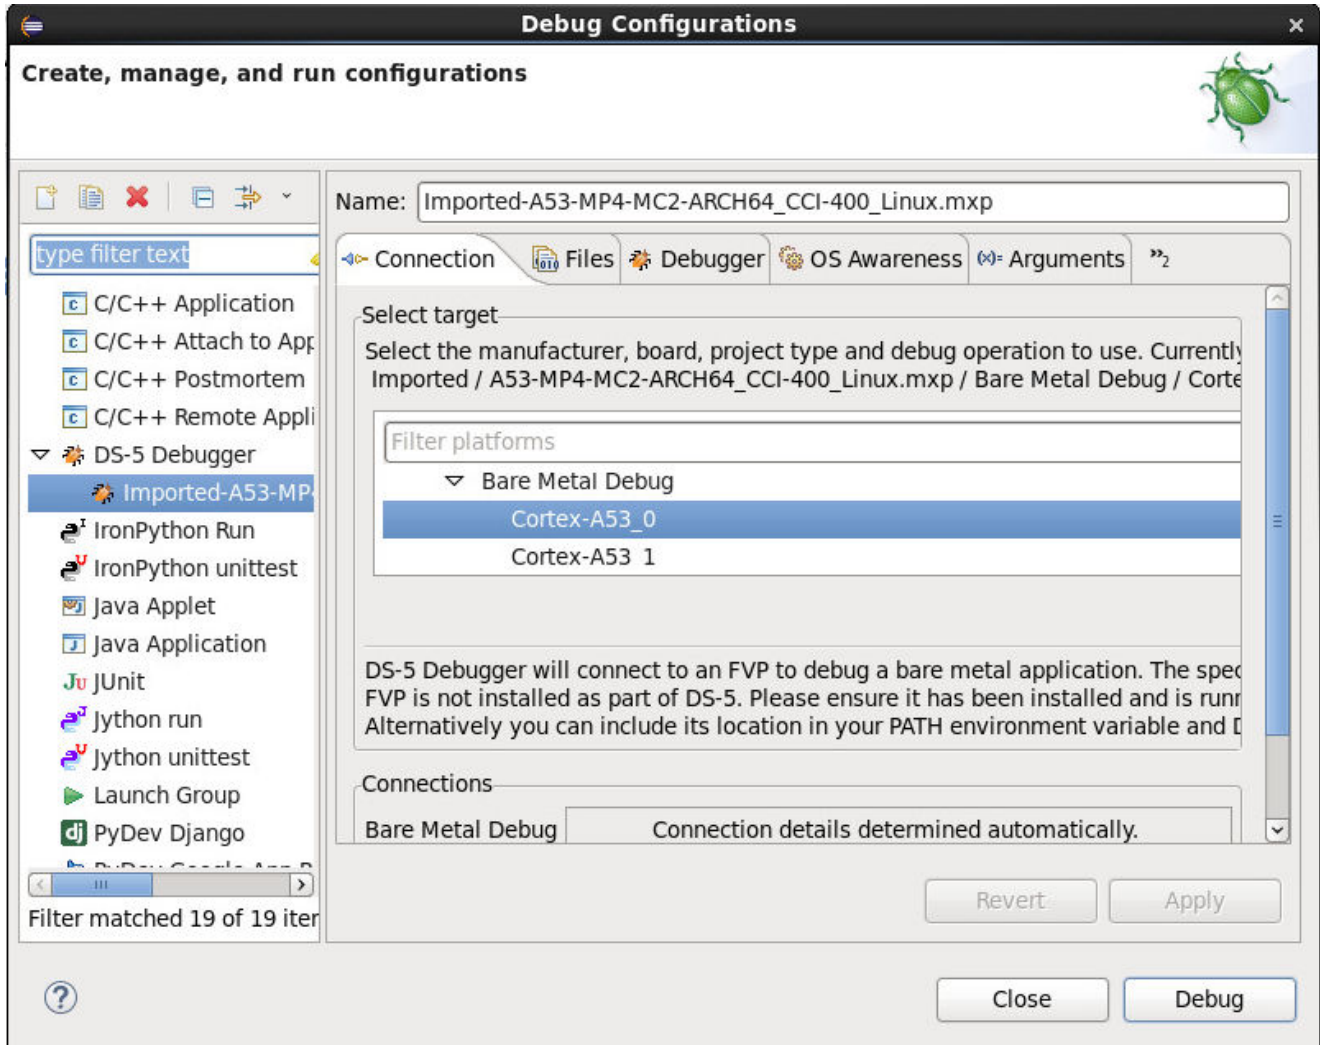 Debug Configurations
Create, manage, and run configurations
type filter text
C/C++ Application
C/C++ Attach to App
C/C++ Postmortem
C/C++ Remote Appli
DS-5 Debugger
Imported-A53-MP
IronPython Run
IronPython unittest
Java Applet
Java Application
JUnit
Jython run
Jython unittest
Launch Group
PyDev Django
Filter matched 19 of 19 iter
Name: Imported-A53-MP4-MC2-ARCH64_CCI-400_Linux.mxp
Connection Files Debugger OS Awareness Arguments »2
Select target
Select the manufacturer, board, project type and debug operation to use. Currently
Imported / A53-MP4-MC2-ARCH64_CCI-400_Linux.mxp / Bare Metal Debug / Corte
Filter platforms
Bare Metal Debug
Cortex-A53_0
Cortex-A53_1
DS-5 Debugger will connect to an FVP to debug a bare metal application. The spec
FVP is not installed as part of DS-5. Please ensure it has been installed and is runr
Alternatively you can include its location in your PATH environment variable and D
Connections
Bare Metal Debug Connection details determined automatically.
Revert Apply
Close Debug